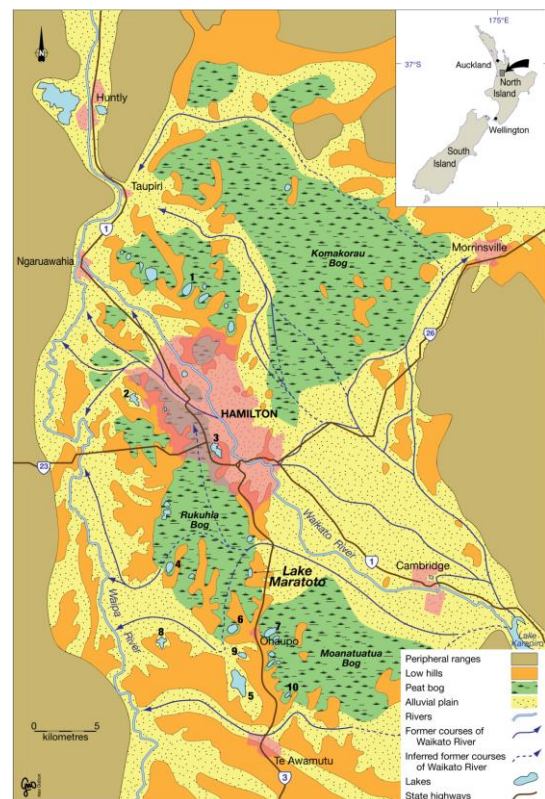 N
175°E
37°S
Auckland
North
Island
Wellington
South
Island
Huntly
Taupiri
1
Ngaruawahia
1
Komakorau
Bog
Morrinsville
26
2
HAMILTON
3
23
Rukuhia
Bog
Waikato River
1
Cambridge
4
Lake
Maratoto
Waipa River
Lake
Karapiro
6
7
Ohaupo
8
9
Moanatuatua
Bog
5
10
0
5
kilometres
Te Awamutu
3
Peripheral ranges
Low hills
Peat bog
Alluvial plain
Rivers
Former courses of
Waikato River
Inferred former courses
of Waikato River
Lakes
State highways